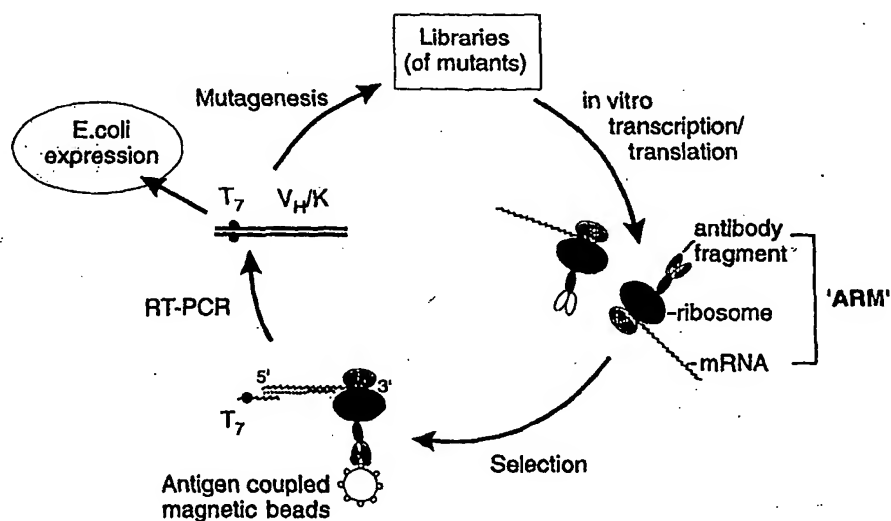 Libraries
(of mutants)
Mutagenesis
in vitro
transcription/
translation
E.coli
expression
T7
VH/K
antibody
fragment
'ARM'
ribosome
mRNA
RT-PCR
5'
3'
T7
Selection
Antigen coupled
magnetic beads